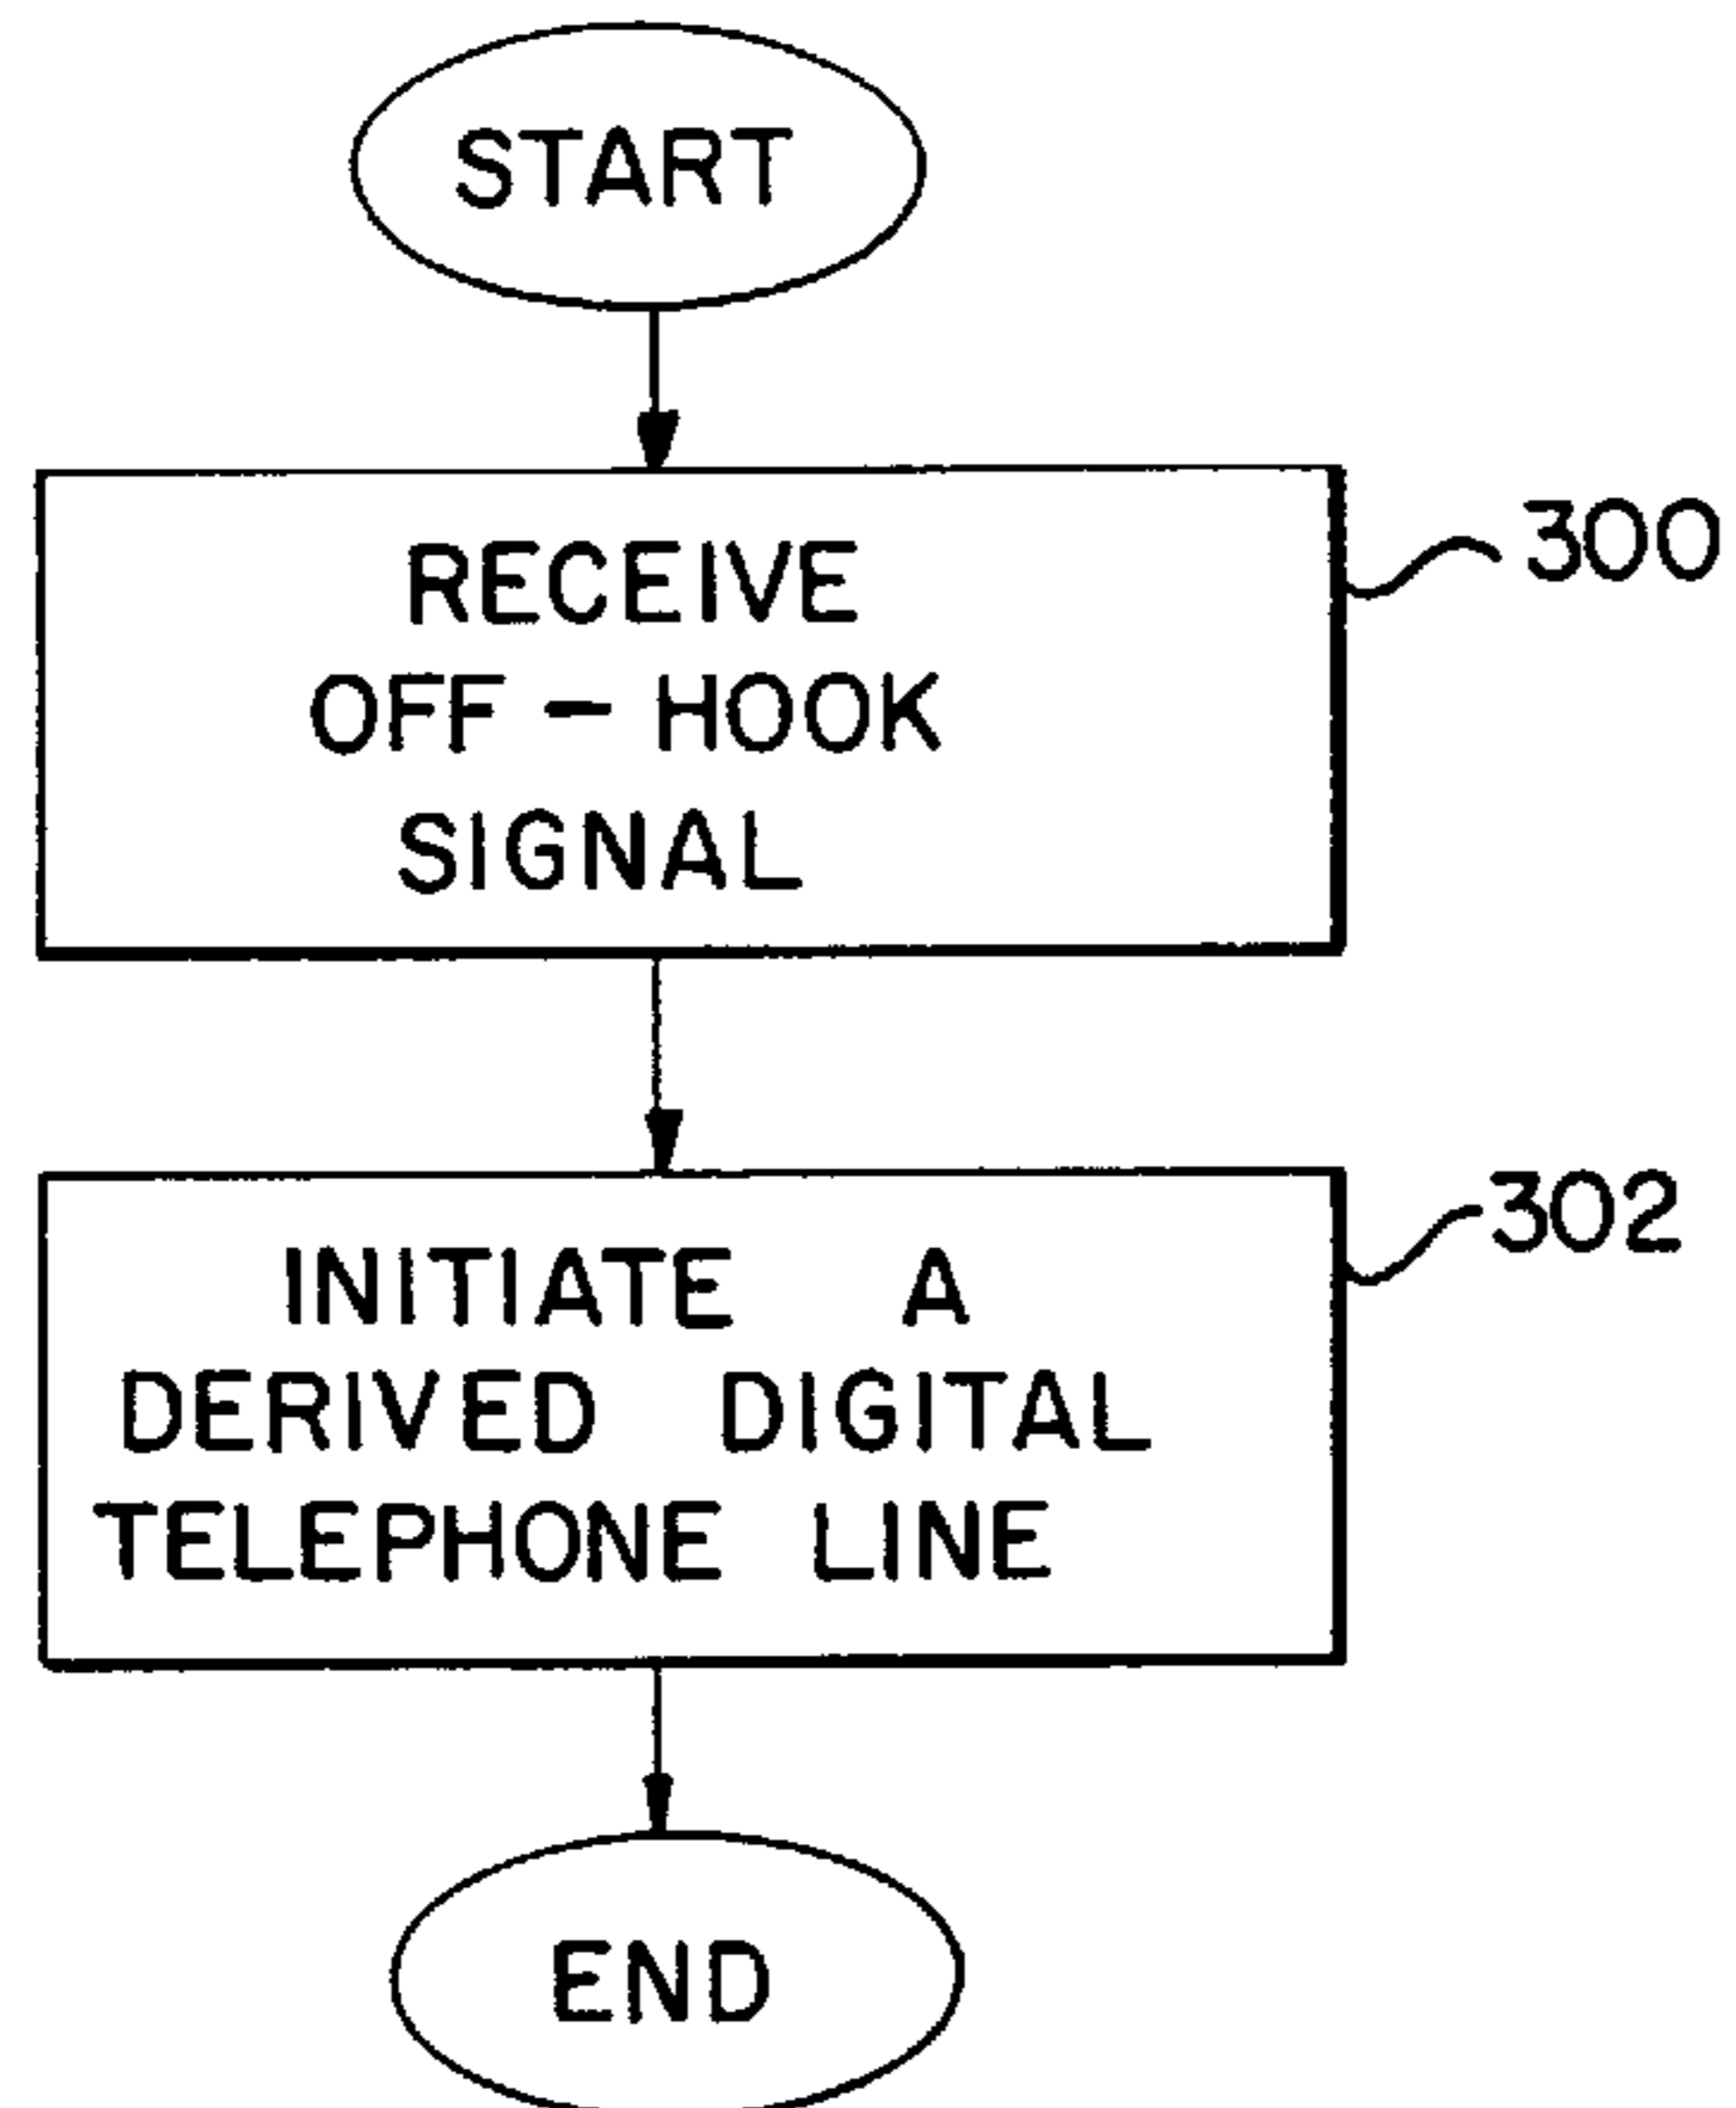 START
RECEIVE
OFF-HOOK
SIGNAL
300
INITIATE A
DERIVED DIGITAL
TELEPHONE LINE
302
END